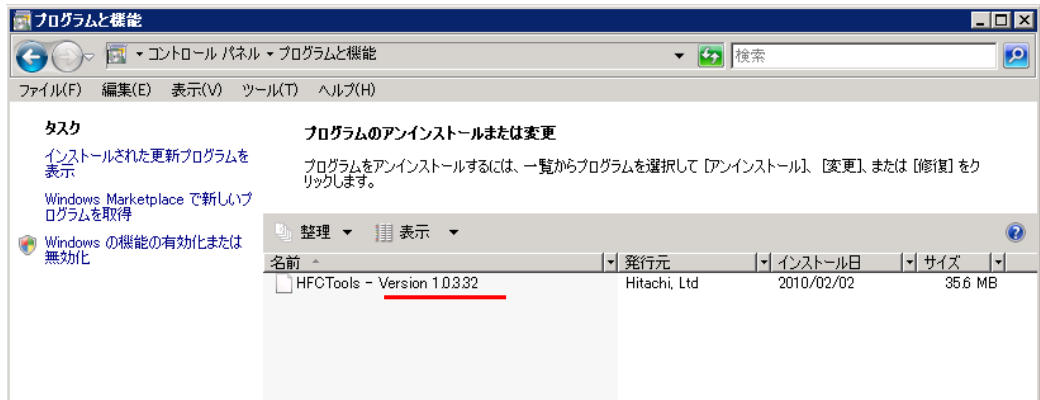 プログラムと機能
コントロール パネル プログラムと機能 検索
ファイル(F) 編集(E) 表示(V) ツール(T) ヘルプ(H)
タスク
インストールされた更新プログラムを
表示
Windows Marketplace で新しいプ
ログラムを取得
Windows の機能の有効化または
無効化
プログラムのアンインストールまたは変更
プログラムをアンインストールするには、一覧からプログラムを選択して [アンインストール]、[変更]、または [修復] をク
リックします。
整理 表示
名前 発行元 インストール日 サイズ
HFCTools - Version 1.0.3.32 Hitachi, Ltd 2010/02/02 35.6 MB